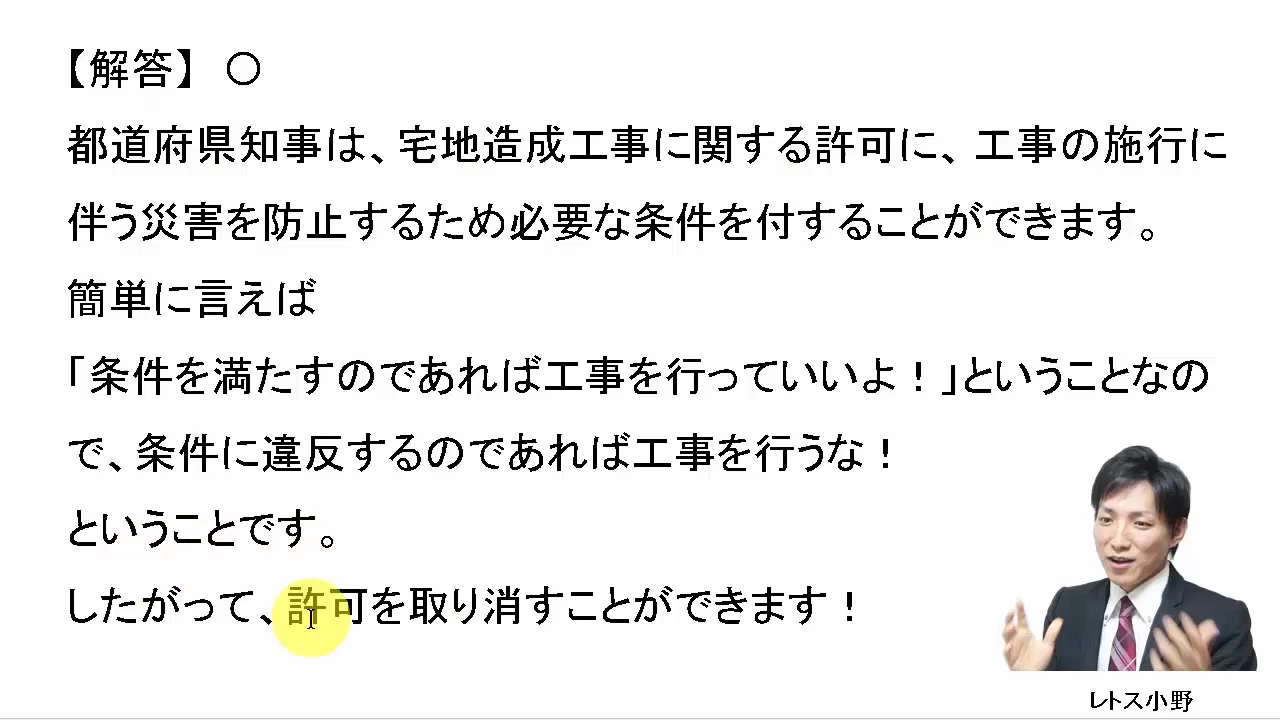 【解答】 〇
都道府県知事は、宅地造成工事に関する許可に、工事の施行に
伴う災害を防止するため必要な条件を付することができます。
簡単に言えば
「条件を満たすのであれば工事を行っていいよ！」ということなの
で、条件に違反するのであれば工事を行うな！
ということです。
したがって、許可を取り消すことができます！
レトス小野